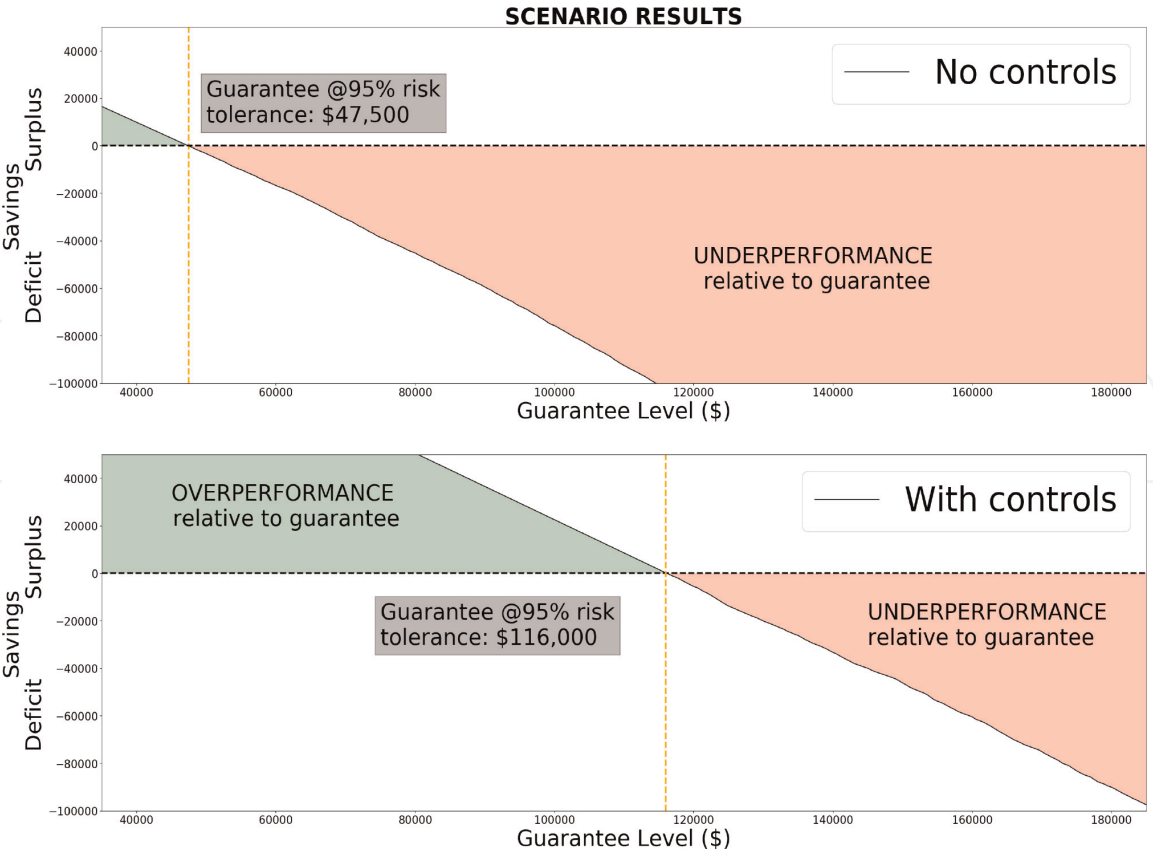 SCENARIO RESULTS
Savings
Deficit Surplus
40000
20000
0
−20000
−40000
−60000
−80000
−100000
Guarantee @95% risk
tolerance: $47,500
No controls
UNDERPERFORMANCE
relative to guarantee
40000 60000 80000 100000 120000 140000 160000 180000
Guarantee Level ($)
Savings
Deficit Surplus
40000
20000
0
−20000
−40000
−60000
−80000
−100000
OVERPERFORMANCE
relative to guarantee
With controls
Guarantee @95% risk
tolerance: $116,000
UNDERPERFORMANCE
relative to guarantee
40000 60000 80000 100000 120000 140000 160000 180000
Guarantee Level ($)